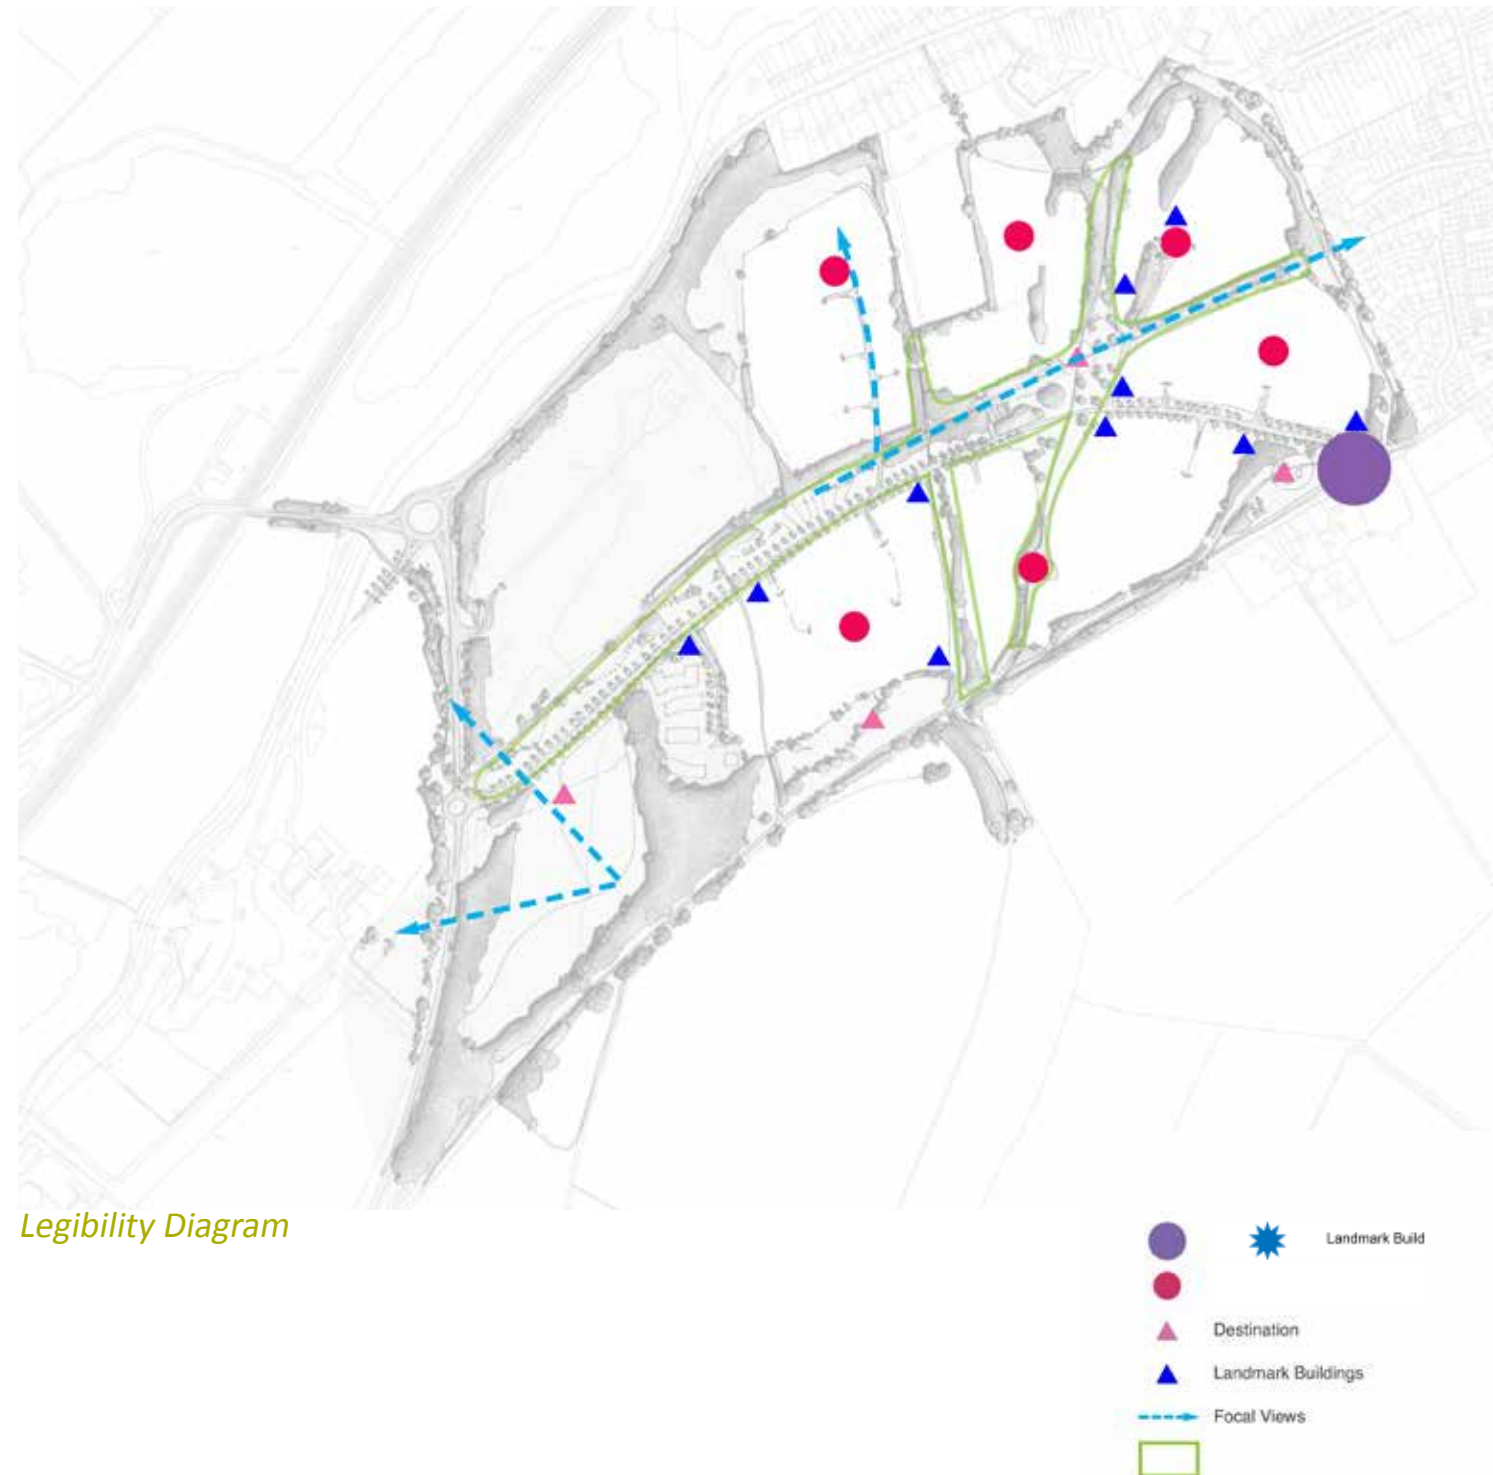 Legibility Diagram
Landmark Build
Destination
Landmark Buildings
Focal Views